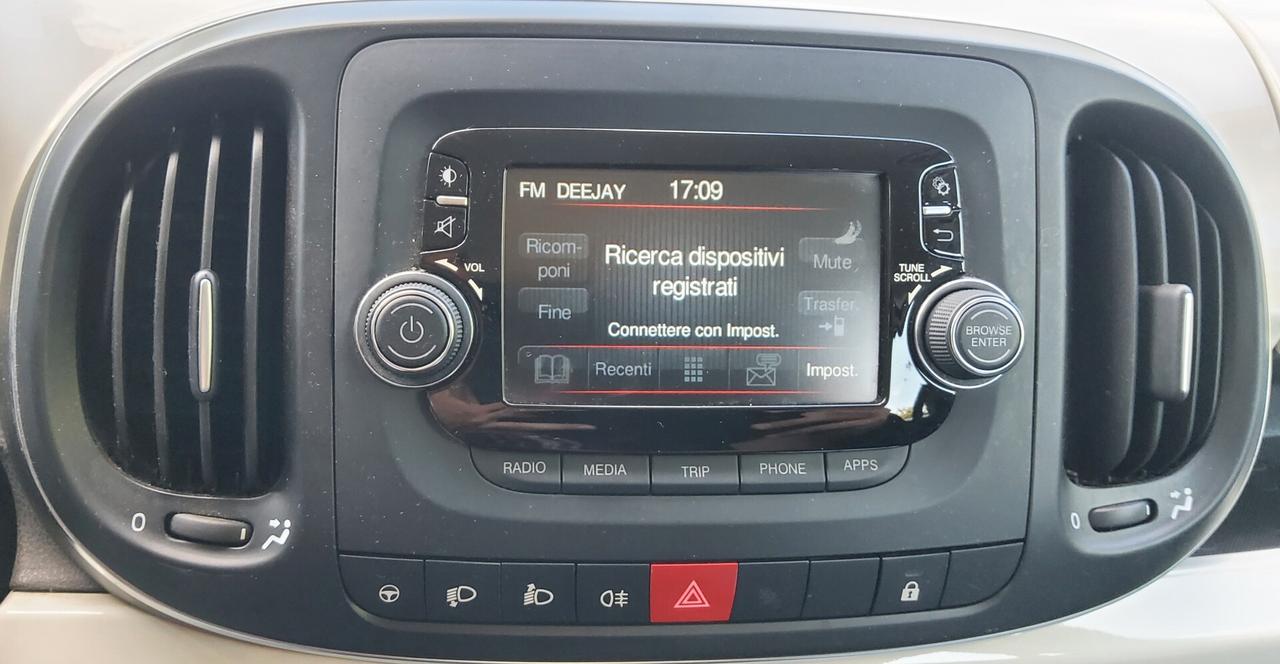 FM DEEJAY 17:09
Ricom-
poni
Ricerca dispositivi
registrati
Mute
Fine
Trasfer.
Connettere con Impost.
Recenti
Impost.
VOL
TUNE
SCROLL
BROWSE
ENTER
RADIO MEDIA TRIP PHONE APPS
0
0